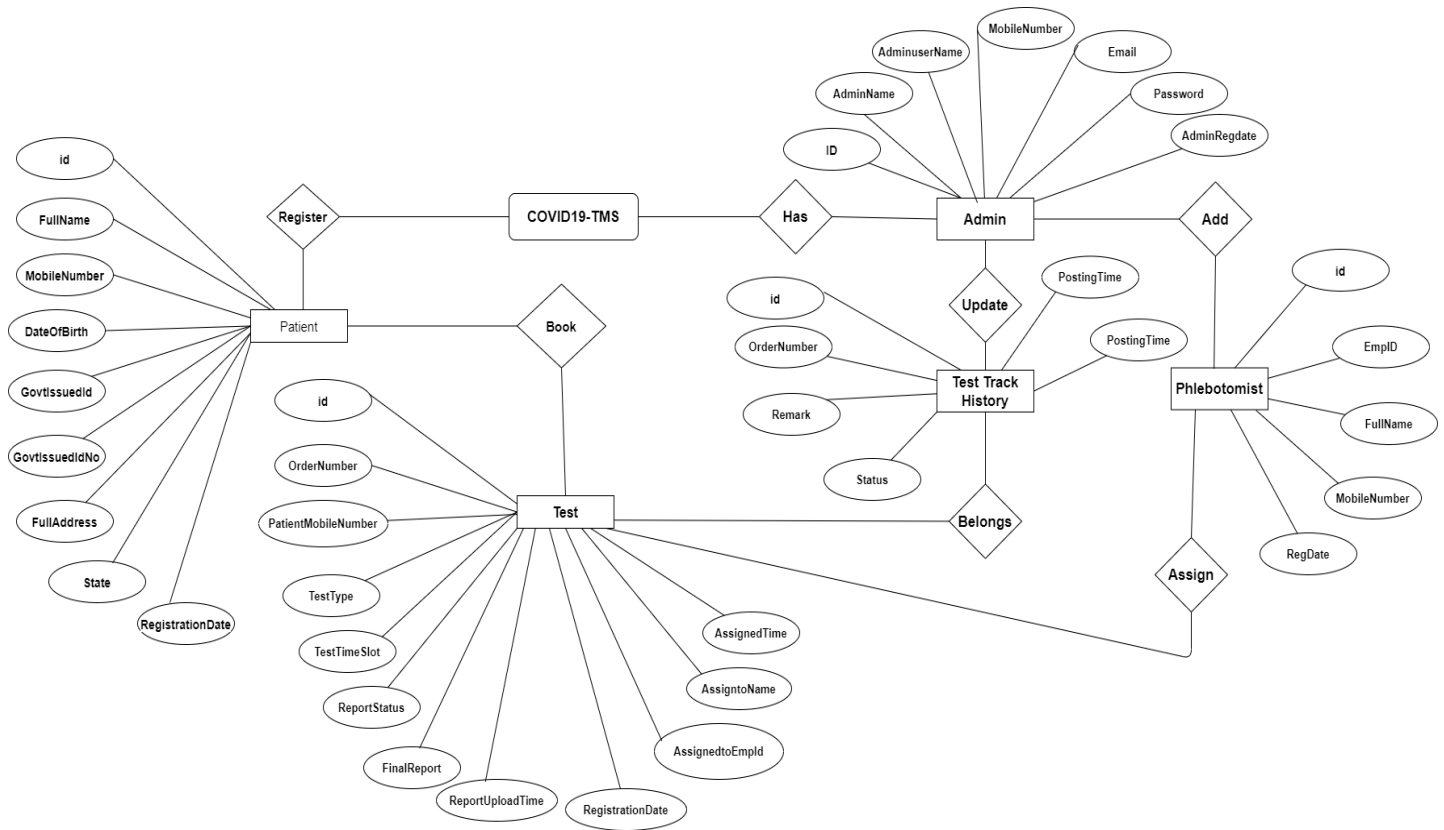 MobileNumber
AdminuserName
Email
AdminName
Password
AdminRegdate
ID
id
Register
COVID19-TMS
Has
Admin
Add
FullName
MobileNumber
DateOfBirth
GovtIssuedId
GovtIssuedIdNo
FullAddress
State
RegistrationDate
Patient
Book
Update
id
OrderNumber
Remark
Status
PostingTime
PostingTime
Test Track
History
id
EmpID
FullName
MobileNumber
RegDate
Phlebotomist
Belongs
Assign
id
OrderNumber
PatientMobileNumber
TestType
TestTimeSlot
ReportStatus
FinalReport
ReportUploadTime
RegistrationDate
AssignedtoEmpId
AssigntoName
AssignedTime
Test